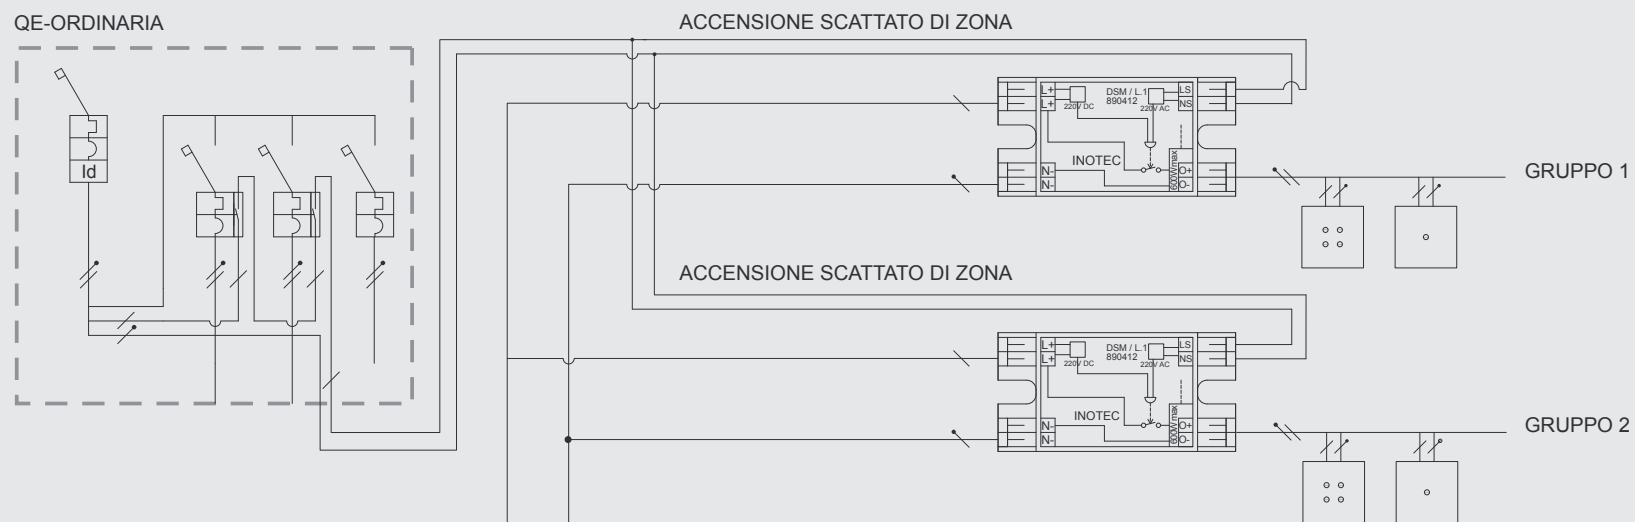 QE-ORDINARIA
ACCENSIONE SCATTATO DI ZONA
Id
L+
L+
220V DC
DSM / L.1
890412
220V AC
LS
NS
INOTEC
N-
N-
600W max
O+
O-
GRUPPO 1
ACCENSIONE SCATTATO DI ZONA
L+
L+
220V DC
DSM / L.1
890412
220V AC
LS
NS
INOTEC
N-
N-
600W max
O+
O-
GRUPPO 2